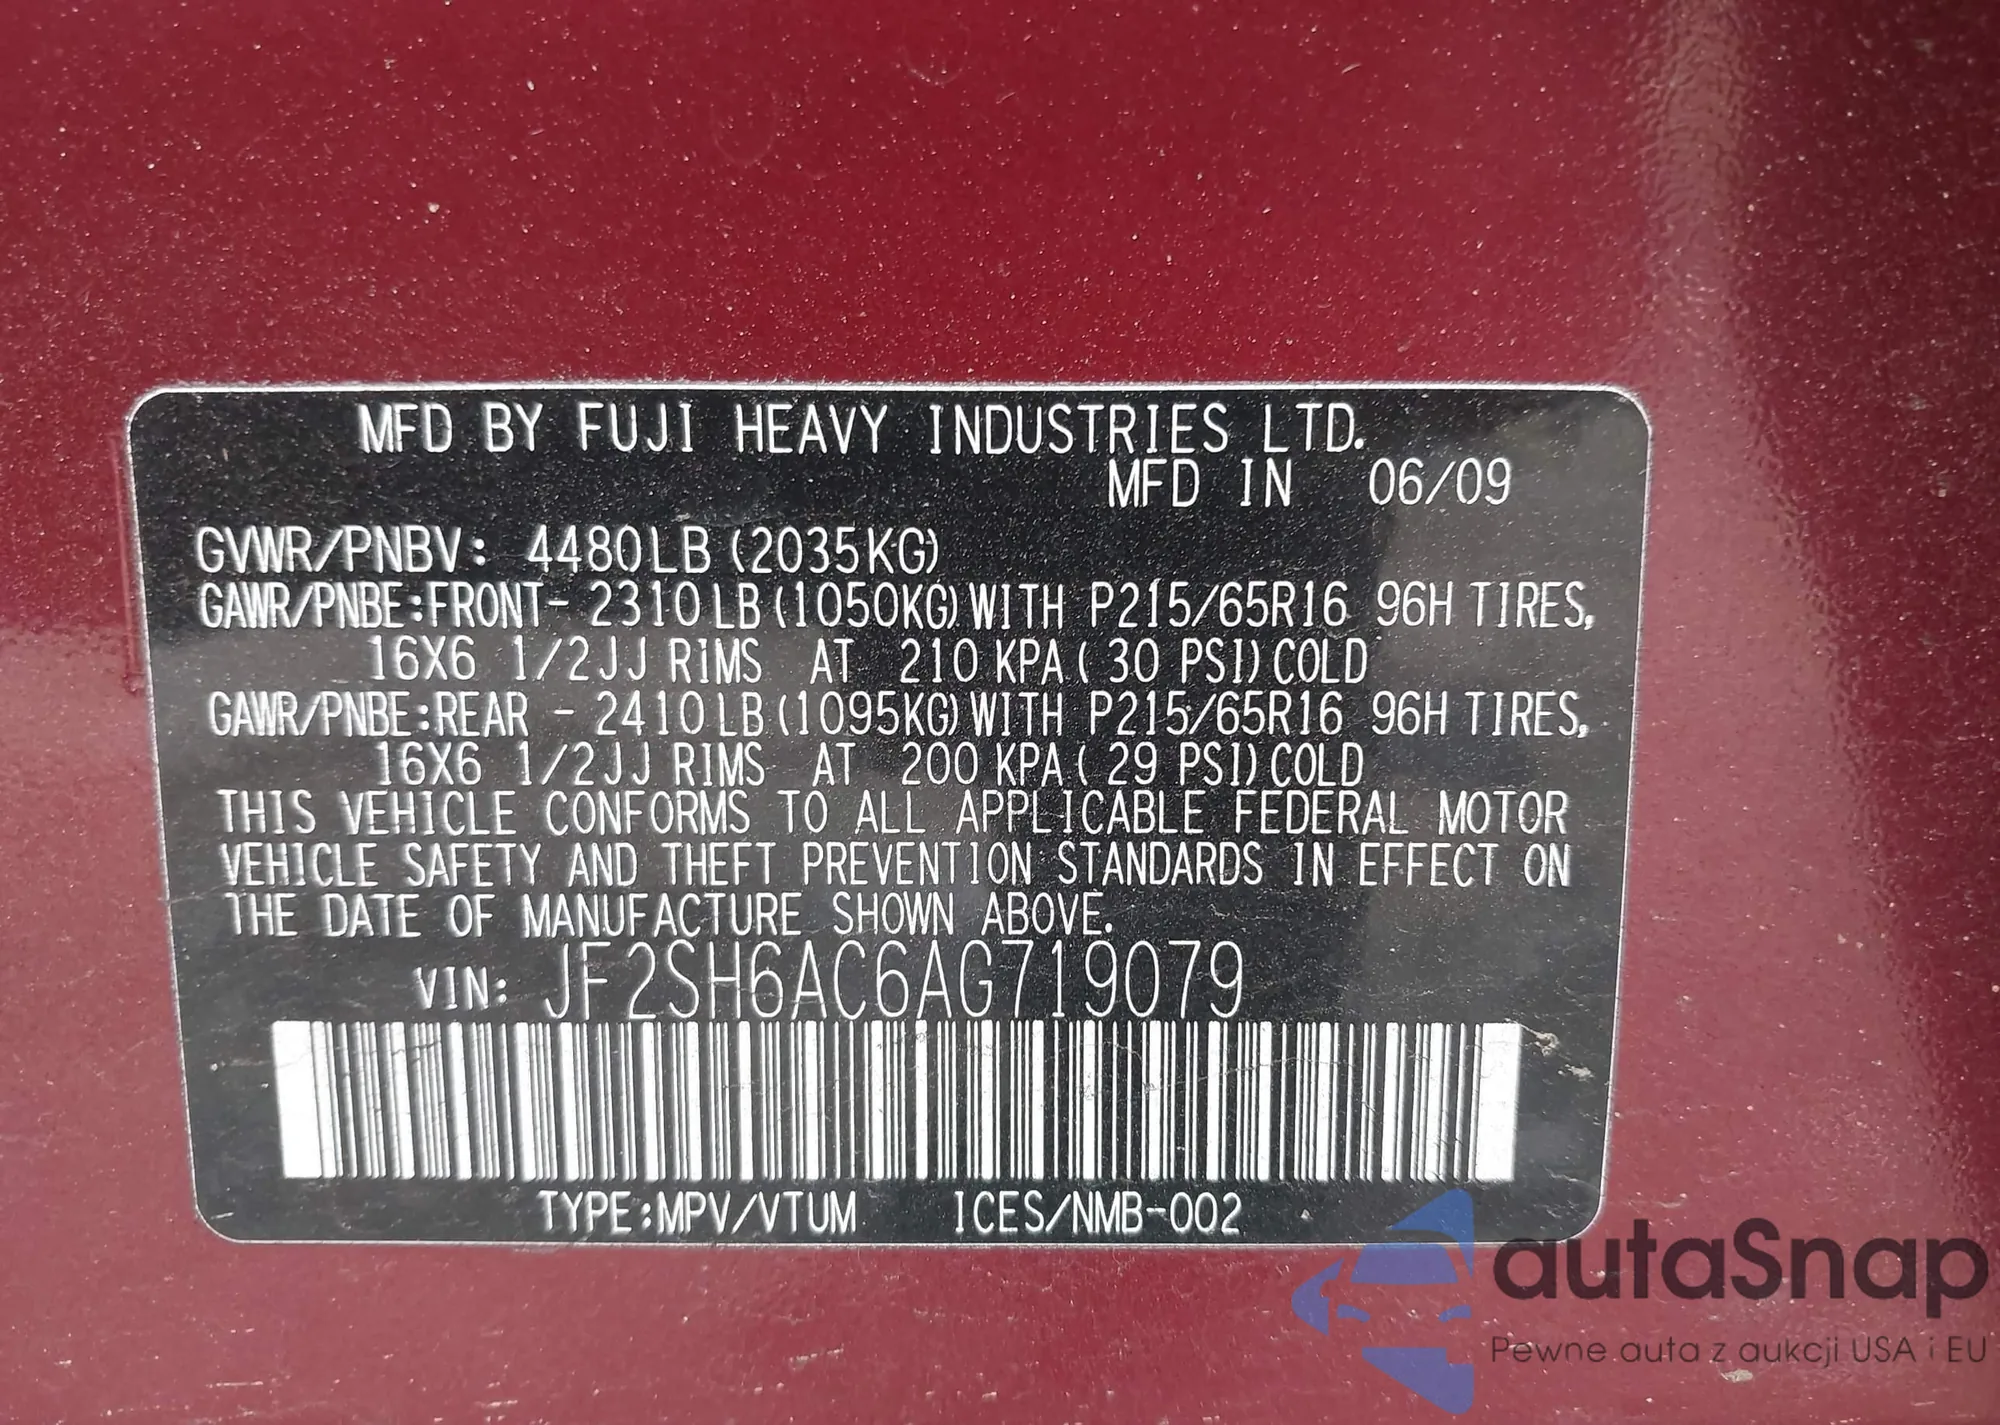 MFD BY FUJI HEAVY INDUSTRIES LTD.
MFD IN 06/09
GVWR/PNBV: 4480LB (2035KG)
GAWR/PNBE:FRONT- 2310LB (1050KG) WITH P215/65R16 96H TIRES,
16X6 1/2JJ RIMS AT 210 KPA ( 30 PSI) COLD
GAWR/PNBE:REAR - 2410LB (1095KG) WITH P215/65R16 96H TIRES,
16X6 1/2JJ RIMS AT 200 KPA ( 29 PSI) COLD
THIS VEHICLE CONFORMS TO ALL APPLICABLE FEDERAL MOTOR
VEHICLE SAFETY AND THEFT PREVENTION STANDARDS IN EFFECT ON
THE DATE OF MANUFACTURE SHOWN ABOVE.
VIN: JF2SH6AC6AG719079
TYPE:MPV/VTUM ICES/NMB-002
autaSnap
Pewne auta z aukcji USA i EU